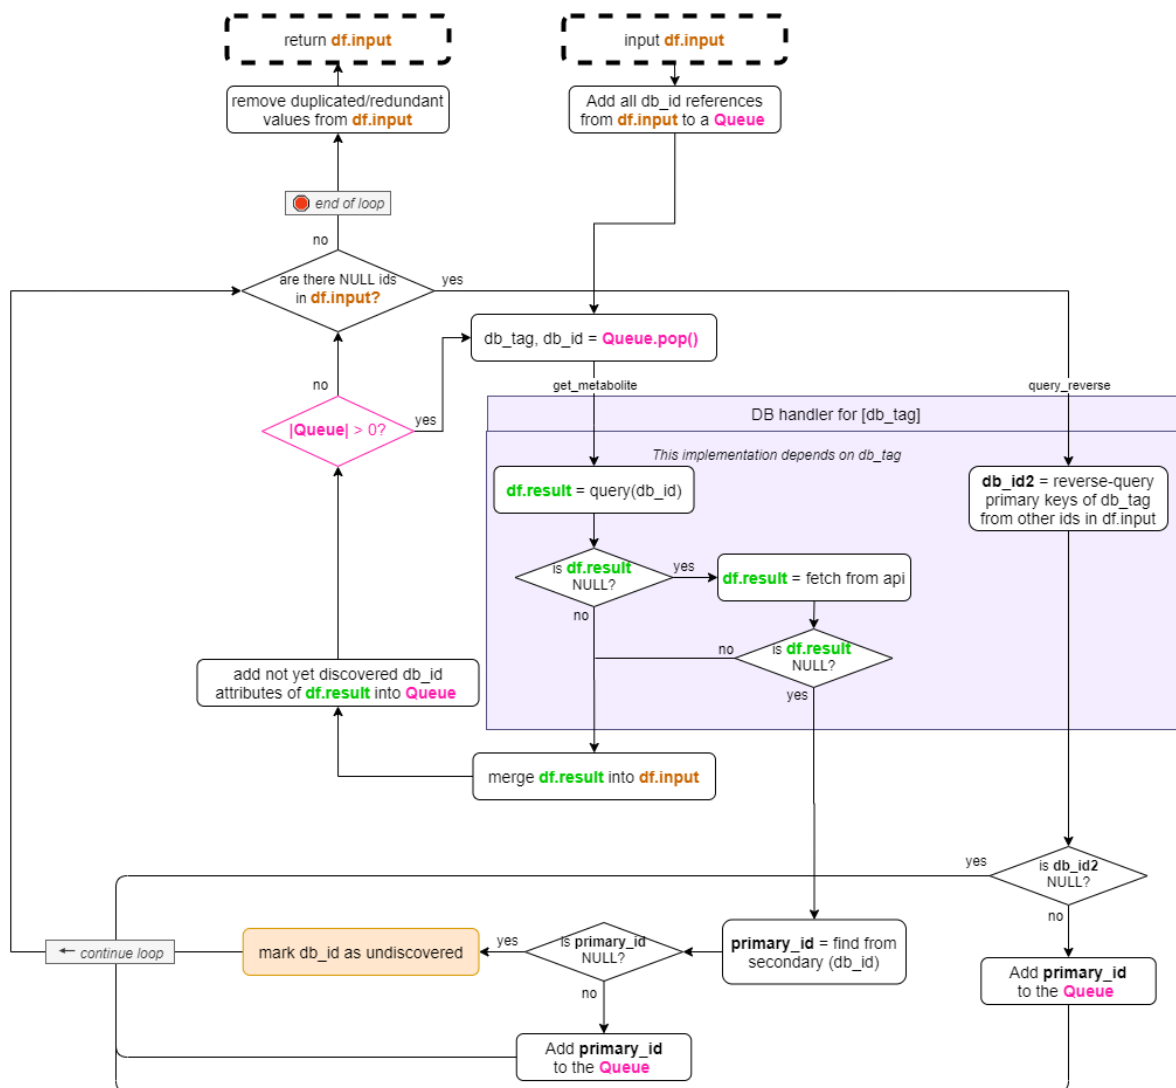 return df.input
input df.input
remove duplicated/redundant
values from df.input
Add all db_id references
from df.input to a Queue
end of loop
no
are there NULL ids
in df.input?
yes
db_tag, db_id = Queue.pop()
no
get_metabolite
query_reverse
|Queue| > 0?
yes
DB handler for [db_tag]
This implementation depends on db_tag
df.result = query(db_id)
db_id2 = reverse-query
primary keys of db_tag
from other ids in df.input
is df.result
NULL?
yes
df.result = fetch from api
no
is df.result
NULL?
no
yes
add not yet discovered db_id
attributes of df.result into Queue
merge df.result into df.input
yes
is db_id2
NULL?
no
← continue loop
mark db_id as undiscovered
yes
is primary_id
NULL?
primary_id = find from
secondary (db_id)
no
Add primary_id
to the Queue
Add primary_id
to the Queue